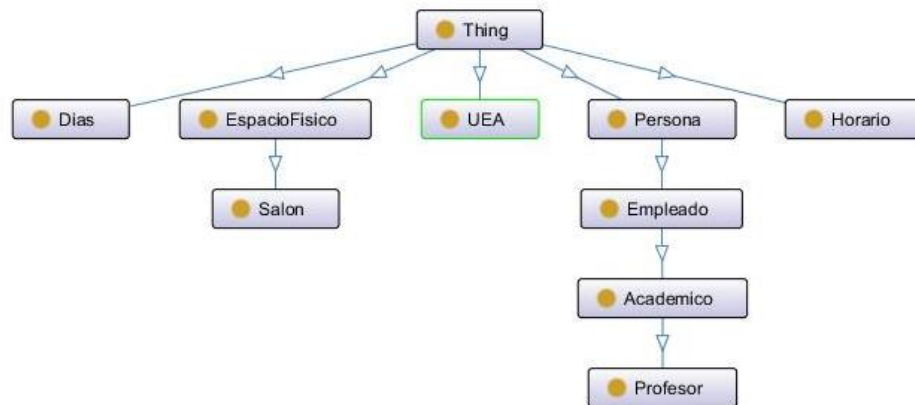 Thing
Dias
EspacioFisico
UEA
Persona
Horario
Salon
Empleado
Academico
Profesor